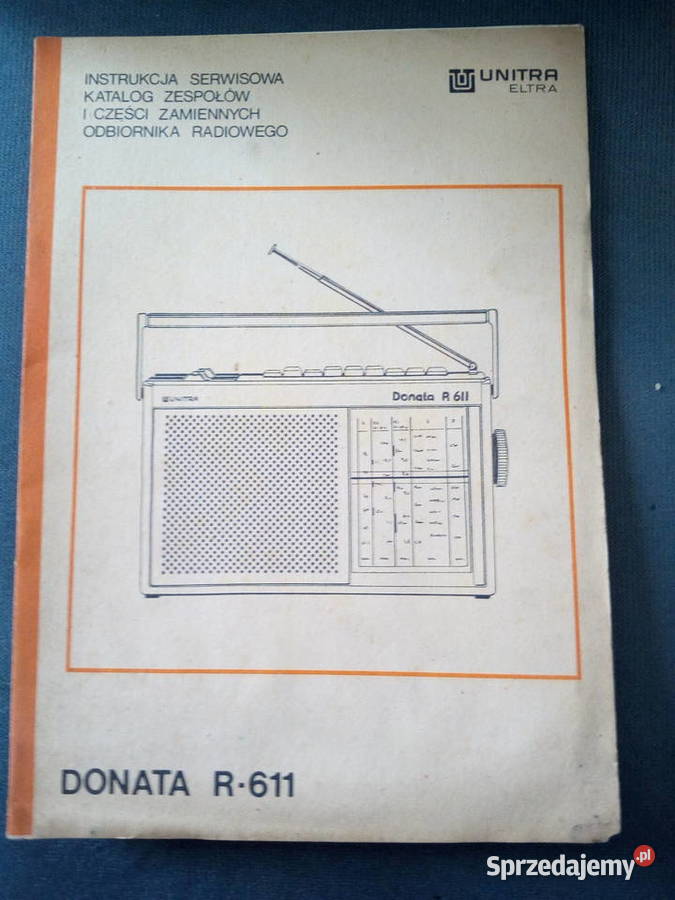 INSTRUKCJA SERWISOWA
KATALOG ZESPOŁÓW
I CZĘŚCI ZAMIENNYCH
ODBIORNIKA RADIOWEGO
UNITRA
ELTRA
UNITRA
Donata R 611
DONATA R-611
Sprzedajemy.pl